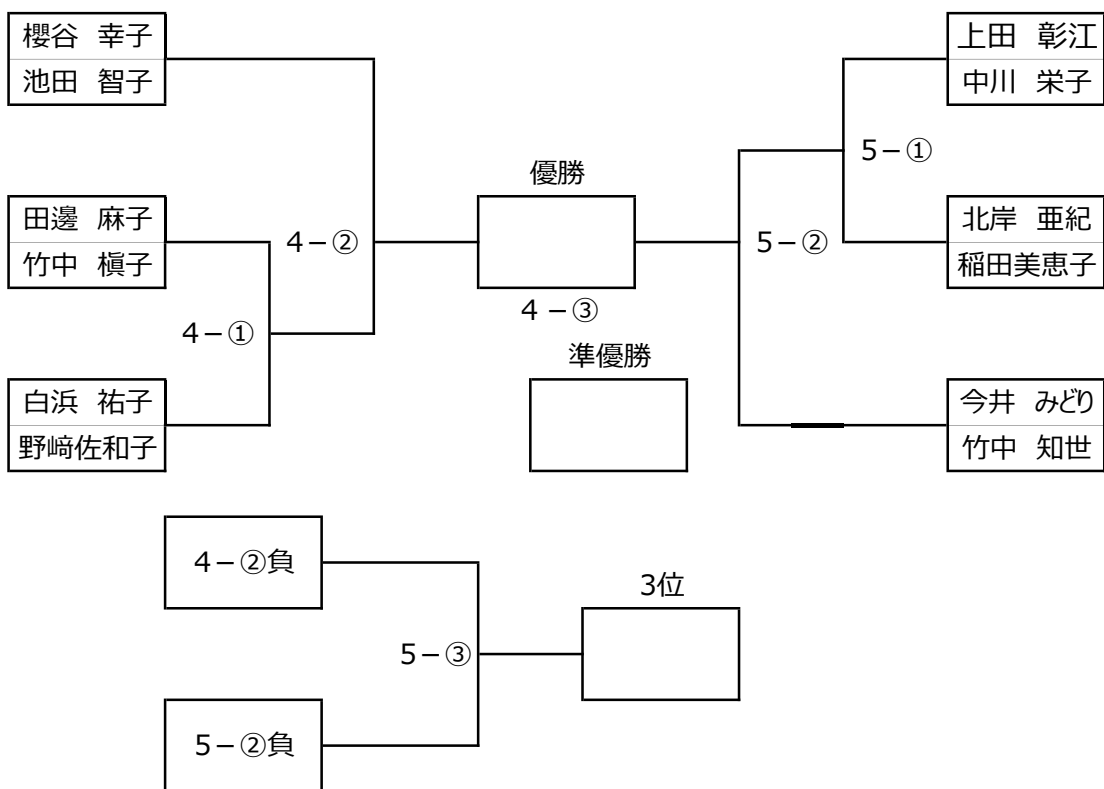 櫻谷　幸子
池田　智子
上田　彰江
中川　栄子
5－①
優勝
田邊　麻子
竹中　槇子
4－②
5－②
北岸　亜紀
稲田美恵子
4－③
4－①
準優勝
白浜　祐子
野﨑佐和子
今井　みどり
竹中　知世
4－②負
3位
5－③
5－②負